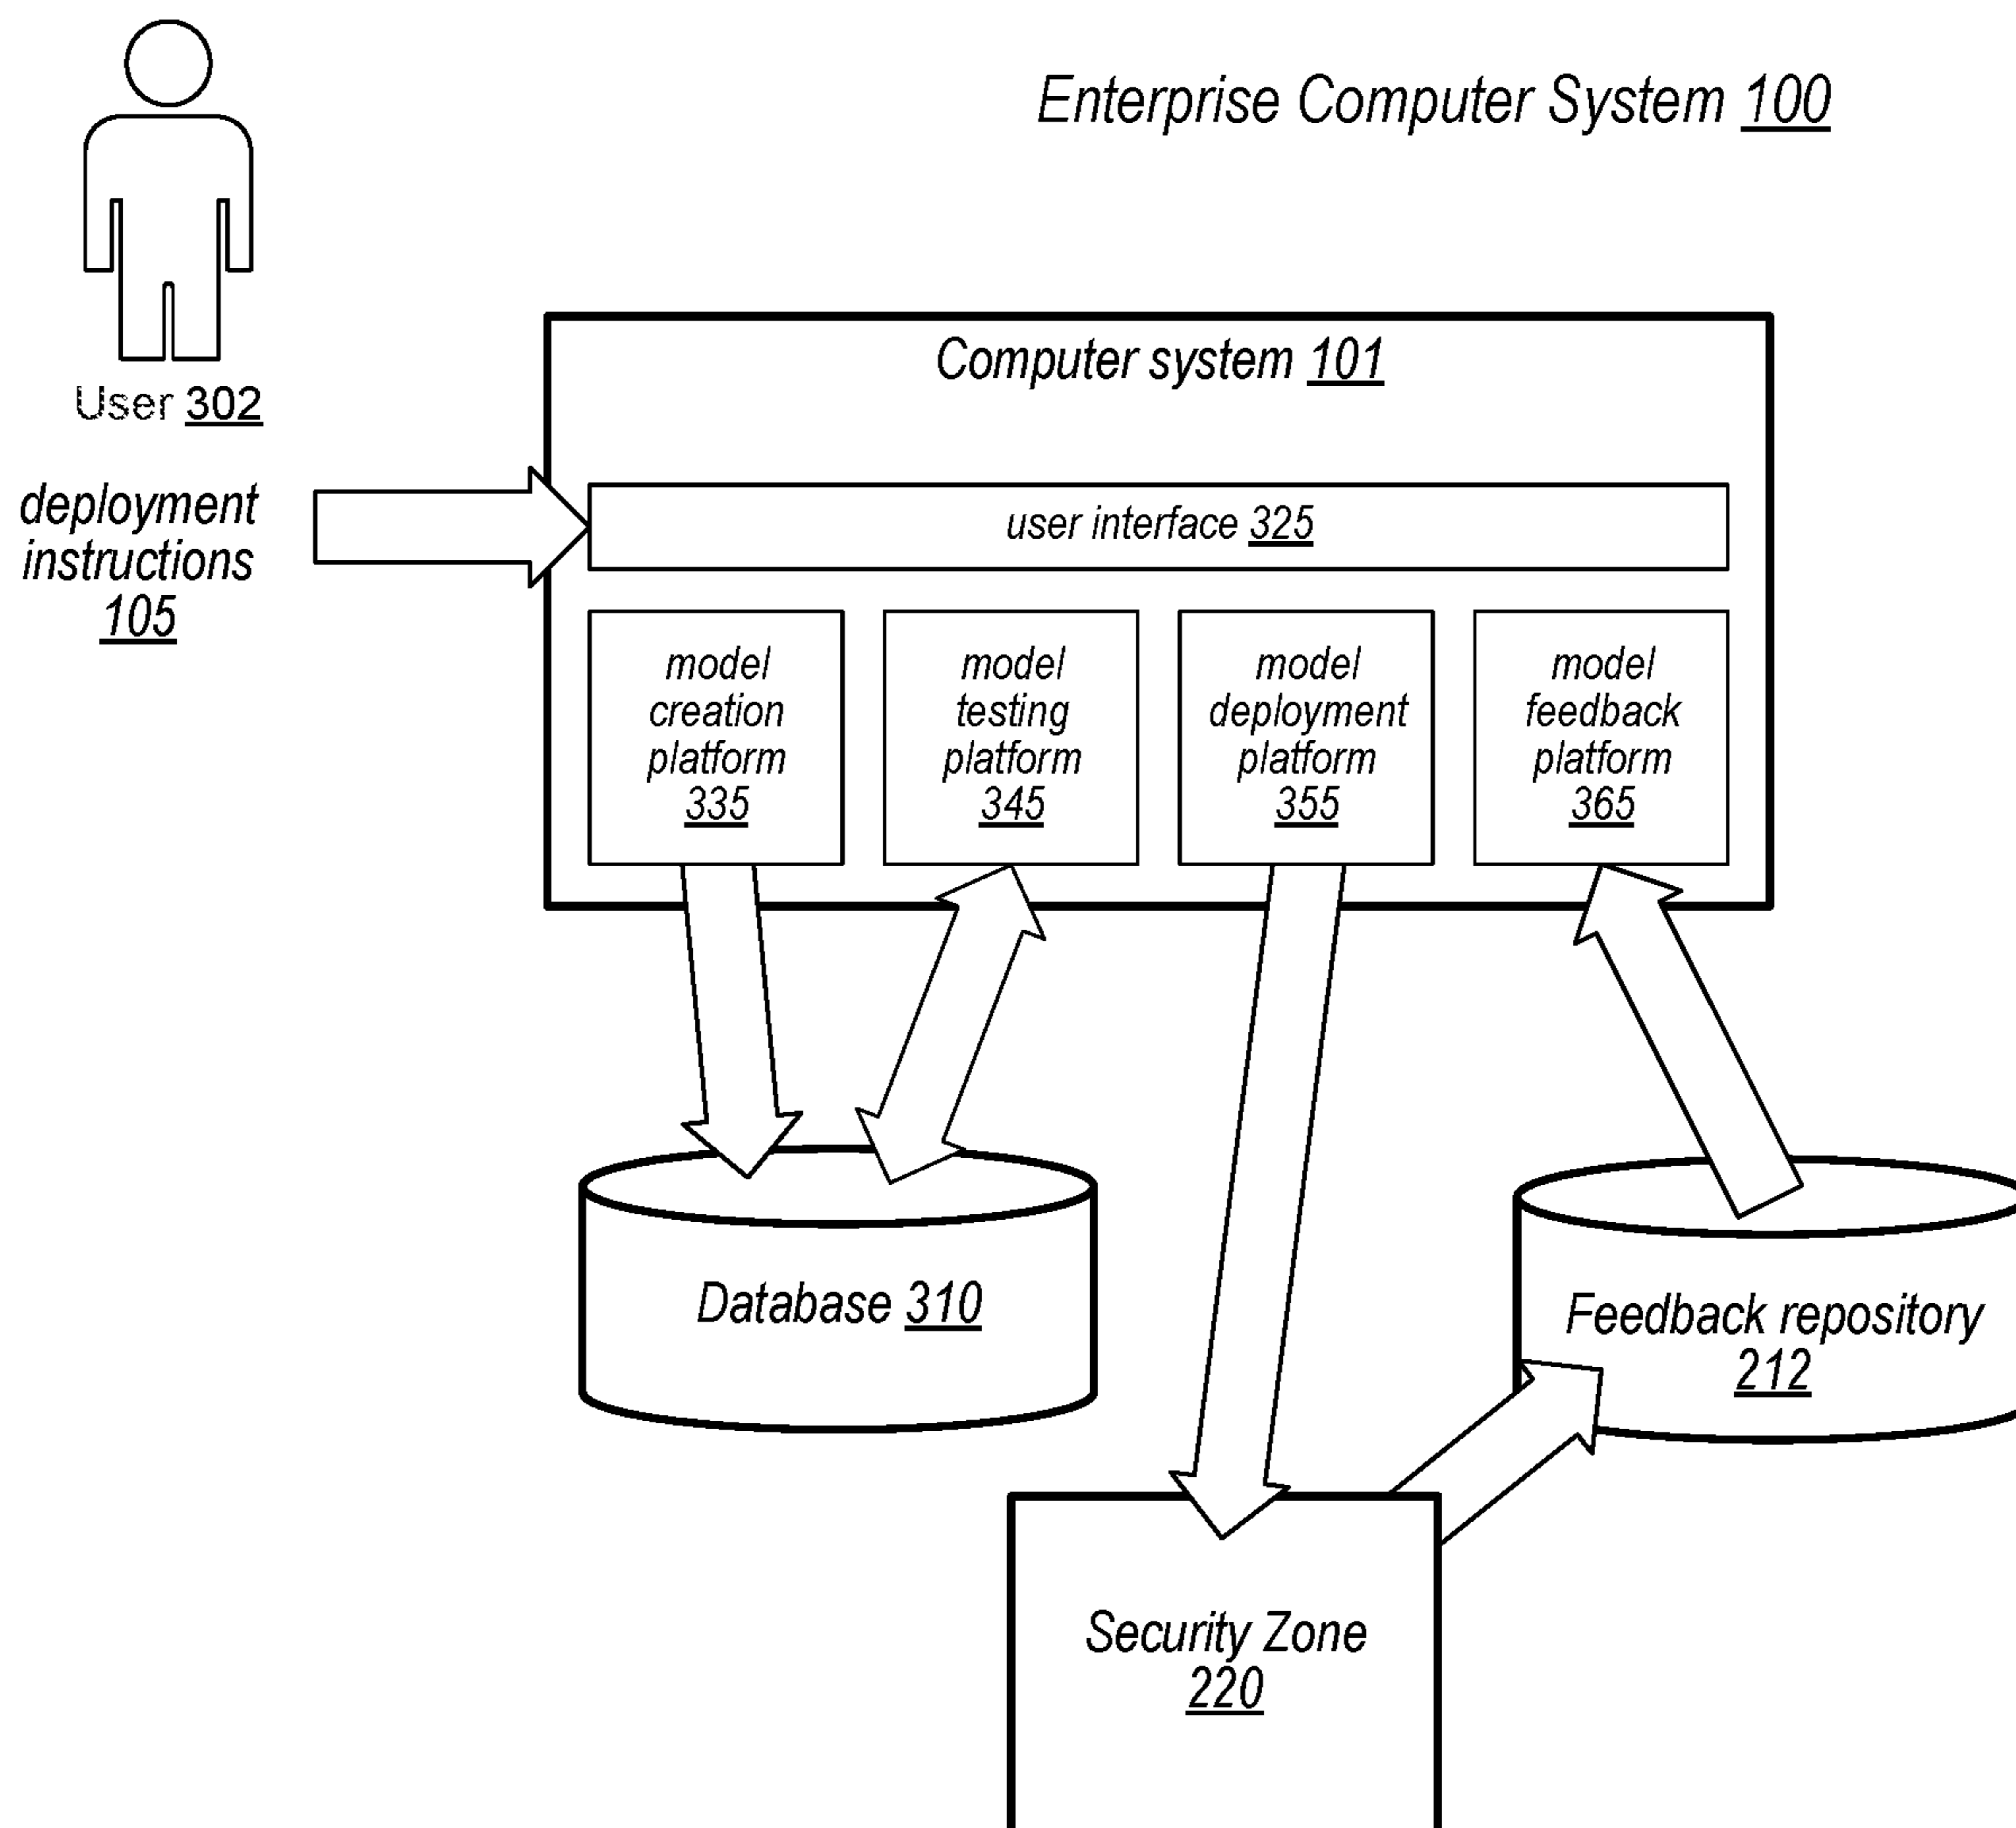 Enterprise Computer System 100
User 302
deployment
instructions
105
Computer system 101
user interface 325
model
creation
platform
335
model
testing
platform
345
model
deployment
platform
355
model
feedback
platform
365
Database 310
Feedback repository
212
Security Zone
220